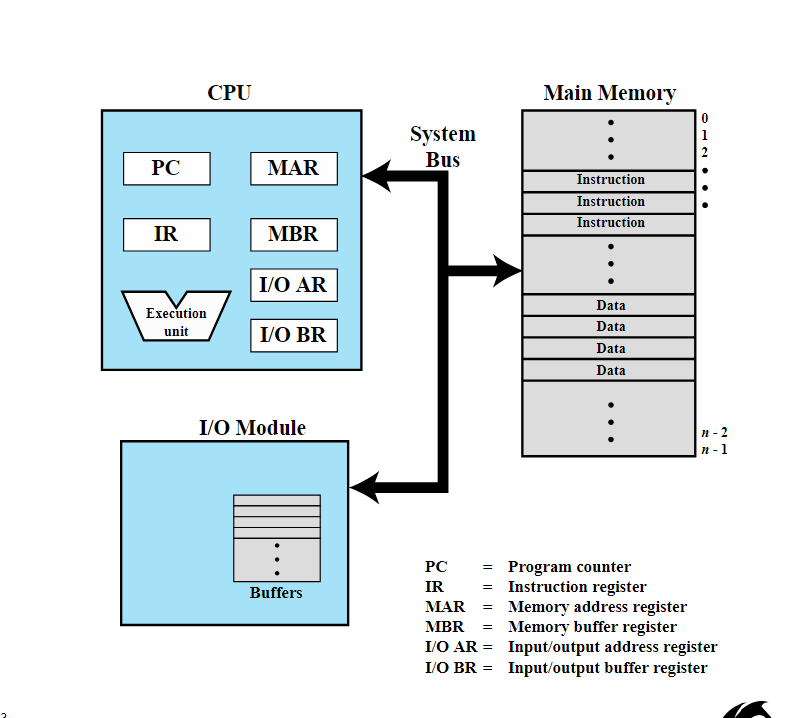 CPU
Main Memory
System
Bus
PC
MAR
IR
MBR
I/O AR
I/O BR
Execution
unit
0
1
2
Instruction
Instruction
Instruction
Data
Data
Data
Data
n - 2
n - 1
I/O Module
Buffers
PC = Program counter
IR = Instruction register
MAR = Memory address register
MBR = Memory buffer register
I/O AR = Input/output address register
I/O BR = Input/output buffer register